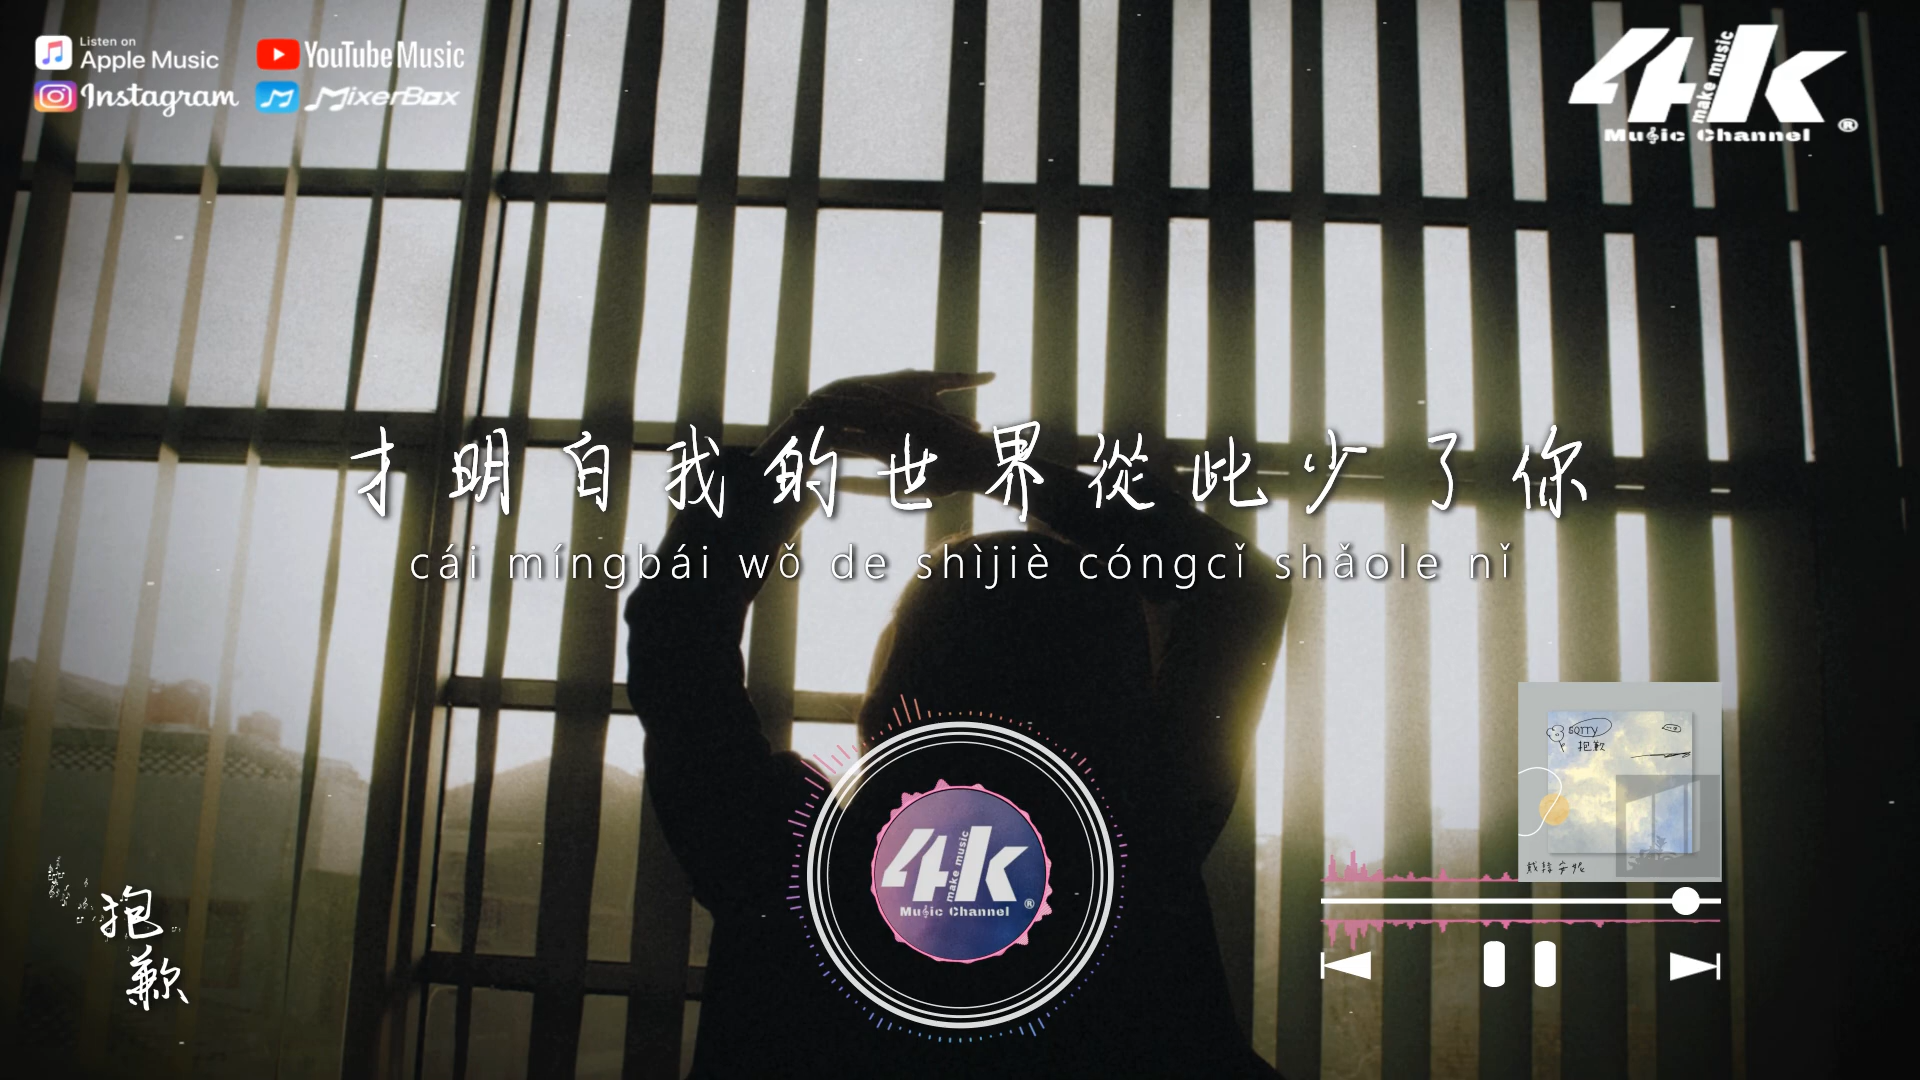 Listen on
Apple Music
YouTube Music
Instagram
MixerBox
4k
make music
Music Channel ®
才明白我的世界從此少了你
cái míngbái wǒ de shìjiè cóngcǐ shǎole nǐ
抱歉
4k
make music
Music Channel ®
抱歉